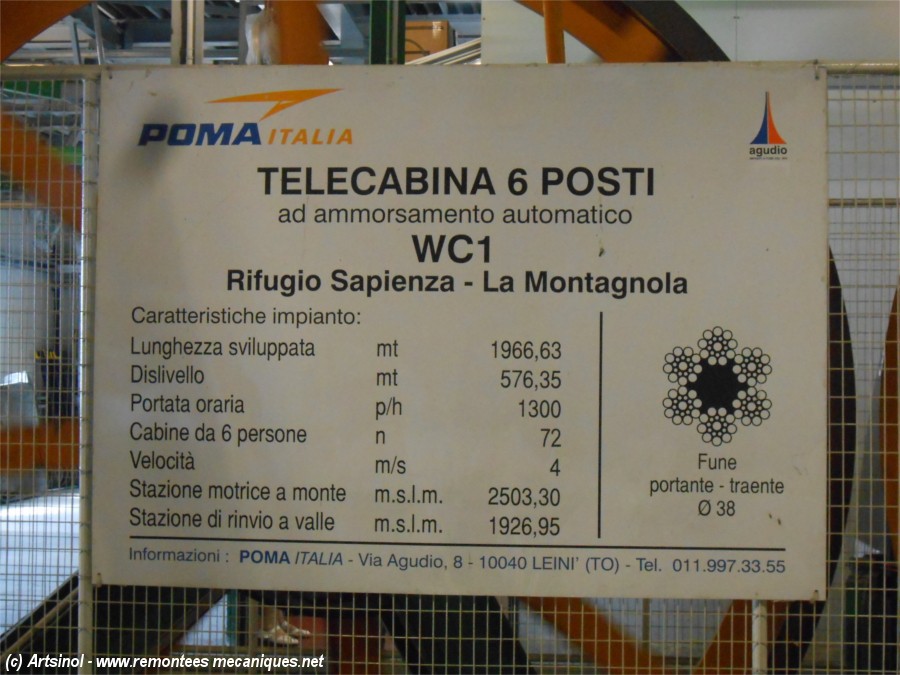 POMA ITALIA
agudio
TELECABINA 6 POSTI
ad ammorsamento automatico
WC1
Rifugio Sapienza - La Montagnola
Caratteristiche impianto:
Lunghezza sviluppata mt 1966,63
Dislivello mt 576,35
Portata oraria p/h 1300
Cabine da 6 persone n 72
Velocità m/s 4
Stazione motrice a monte m.s.l.m. 2503,30
Stazione di rinvio a valle m.s.l.m. 1926,95
Fune
portante - traente
Ø 38
Informazioni : POMA ITALIA - Via Agudio, 8 - 10040 LEINI' (TO) - Tel. 011.997.33.55
(c) Artsinol - www.remontees mecaniques.net